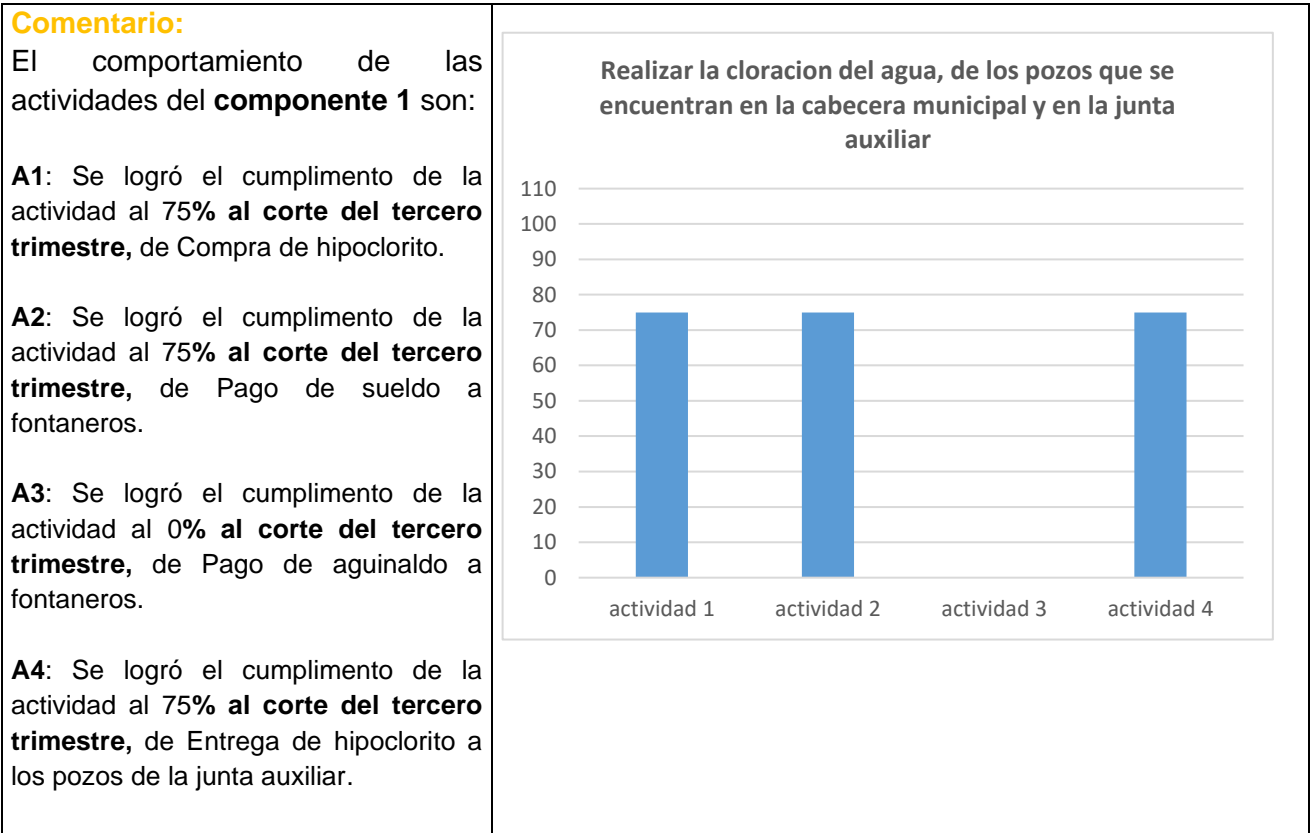 Comentario:
El comportamiento de las
actividades del componente 1 son:
A1: Se logró el cumplimento de la
actividad al 75% al corte del tercero
trimestre, de Compra de hipoclorito.
A2: Se logró el cumplimento de la
actividad al 75% al corte del tercero
trimestre, de Pago de sueldo a
fontaneros.
A3: Se logró el cumplimento de la
actividad al 0% al corte del tercero
trimestre, de Pago de aguinaldo a
fontaneros.
A4: Se logró el cumplimento de la
actividad al 75% al corte del tercero
trimestre, de Entrega de hipoclorito a
los pozos de la junta auxiliar.
Realizar la cloracion del agua, de los pozos que se
encuentran en la cabecera municipal y en la junta
auxiliar
110
100
90
80
70
60
50
40
30
20
10
0
actividad 1 actividad 2 actividad 3 actividad 4